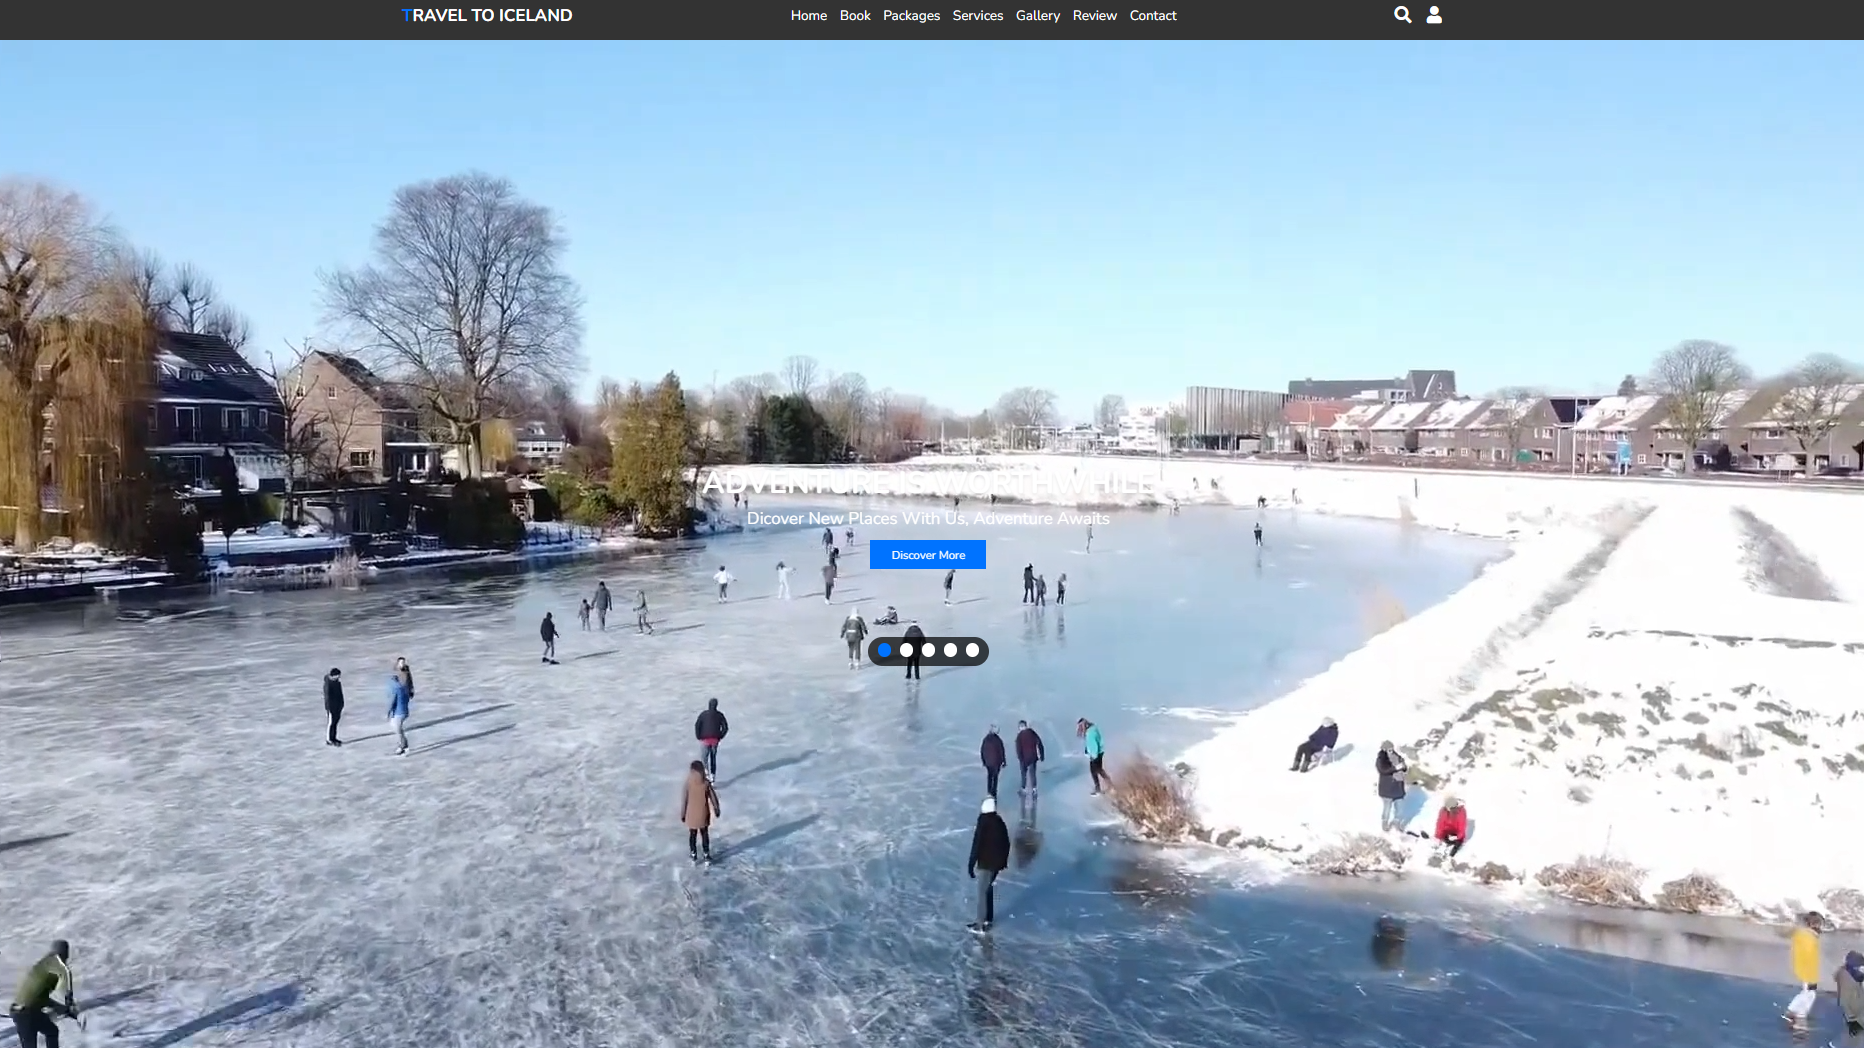 TRAVEL TO ICELAND
Home Book Packages Services Gallery Review Contact
ADVENTURE IS WORTHWHILE
Dicover New Places With Us, Adventure Awaits
Discover More